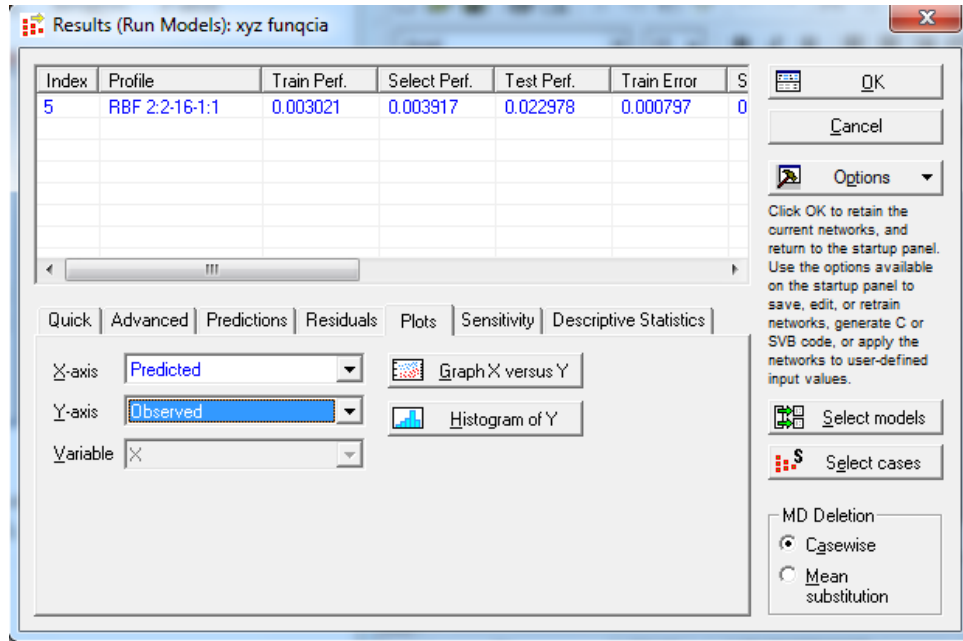 Results (Run Models): xyz funqcia
x
Index Profile Train Perf. Select Perf. Test Perf. Train Error S
5 RBF 2:2-16-1:1 0.003021 0.003917 0.022978 0.000797 0
OK
Cancel
Options
Click OK to retain the
current networks, and
return to the startup panel.
Use the options available
on the startup panel to
save, edit, or retrain
networks, generate C or
SVB code, or apply the
networks to user-defined
input values.
Quick Advanced Predictions Residuals Plots Sensitivity Descriptive Statistics
X-axis Predicted Graph X versus Y
Y-axis Observed Histogram of Y
Variable X
Select models
S Select cases
MD Deletion
Casewise
Mean
substitution